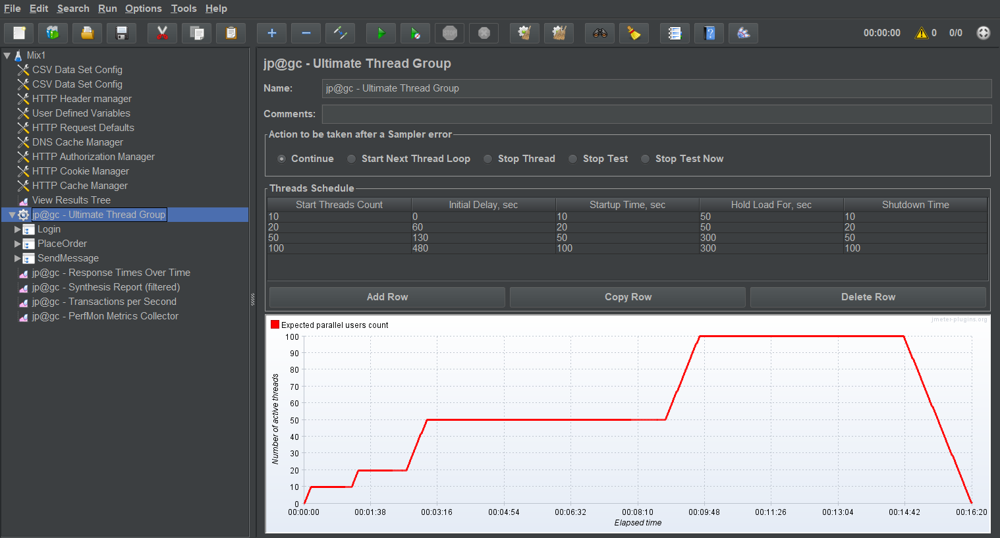 File Edit Search Run Options Tools Help
STOP
00:00:00 0 0/0
Mix1
CSV Data Set Config
CSV Data Set Config
HTTP Header manager
User Defined Variables
HTTP Request Defaults
DNS Cache Manager
HTTP Authorization Manager
HTTP Cookie Manager
HTTP Cache Manager
View Results Tree
jp@gc - Ultimate Thread Group
Login
PlaceOrder
SendMessage
jp@gc - Response Times Over Time
jp@gc - Synthesis Report (filtered)
jp@gc - Transactions per Second
jp@gc - PerfMon Metrics Collector
jp@gc - Ultimate Thread Group
Name: jp@gc - Ultimate Thread Group
Comments:
Action to be taken after a Sampler error
Continue Start Next Thread Loop Stop Thread Stop Test Stop Test Now
Threads Schedule
Start Threads Count Initial Delay, sec Startup Time, sec Hold Load For, sec Shutdown Time
10 0 10 50 10
20 60 20 50 20
50 130 50 300 50
100 480 100 300 100
Add Row Copy Row Delete Row
Expected parallel users count
jmeter-plugins.org
100
90
80
70
60
50
40
30
20
10
0
Number of active threads
00:00:00 00:01:38 00:03:16 00:04:54 00:06:32 00:08:10 00:09:48 00:11:26 00:13:04 00:14:42 00:16:20
Elapsed time